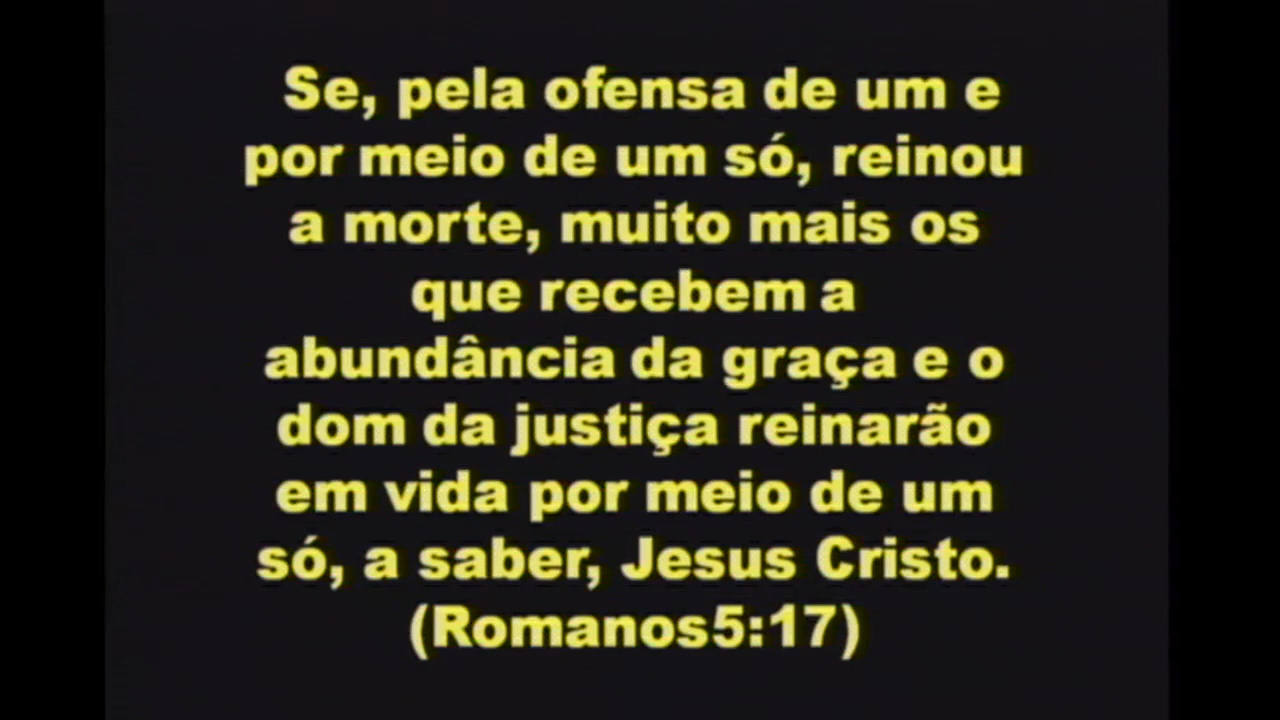 Se, pela ofensa de um e
por meio de um só, reinou
a morte, muito mais os
que recebem a
abundância da graça e o
dom da justiça reinarão
em vida por meio de um
só, a saber, Jesus Cristo.
(Romanos5:17)